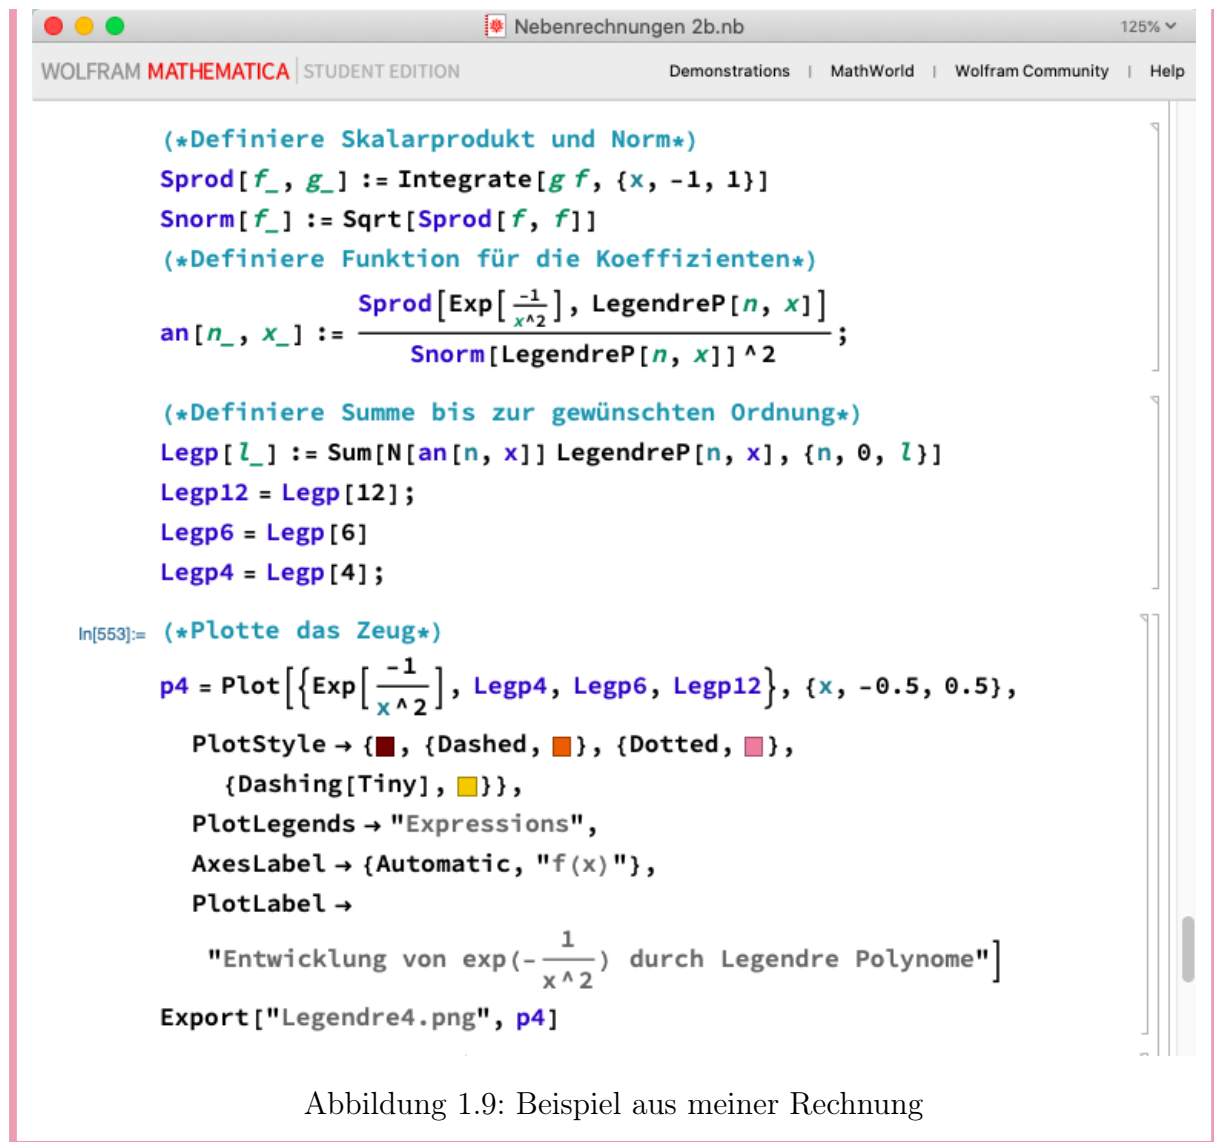 Nebenrechnungen 2b.nb 125%
WOLFRAM MATHEMATICA STUDENT EDITION Demonstrations | MathWorld | Wolfram Community | Help
(*Definiere Skalarprodukt und Norm*)
Sprod[f_, g_] := Integrate[g f, {x, -1, 1}]
Snorm[f_] := Sqrt[Sprod[f, f]]
(*Definiere Funktion für die Koeffizienten*)
Sprod[Exp[-1/x^2], LegendreP[n, x]]
an[n_, x_] := ;
Snorm[LegendreP[n, x]]^2
(*Definiere Summe bis zur gewünschten Ordnung*)
Legp[l_] := Sum[N[an[n, x]] LegendreP[n, x], {n, 0, l}]
Legp12 = Legp[12];
Legp6 = Legp[6]
Legp4 = Legp[4];
In[553]:= (*Plotte das Zeug*)
p4 = Plot[{Exp[-1/x^2], Legp4, Legp6, Legp12}, {x, -0.5, 0.5},
PlotStyle → {■, {Dashed, ■}, {Dotted, ■},
{Dashing[Tiny], ■}},
PlotLegends → "Expressions",
AxesLabel → {Automatic, "f(x)"},
PlotLabel →
"Entwicklung von exp(-1/x^2) durch Legendre Polynome"]
Export["Legendre4.png", p4]
Abbildung 1.9: Beispiel aus meiner Rechnung